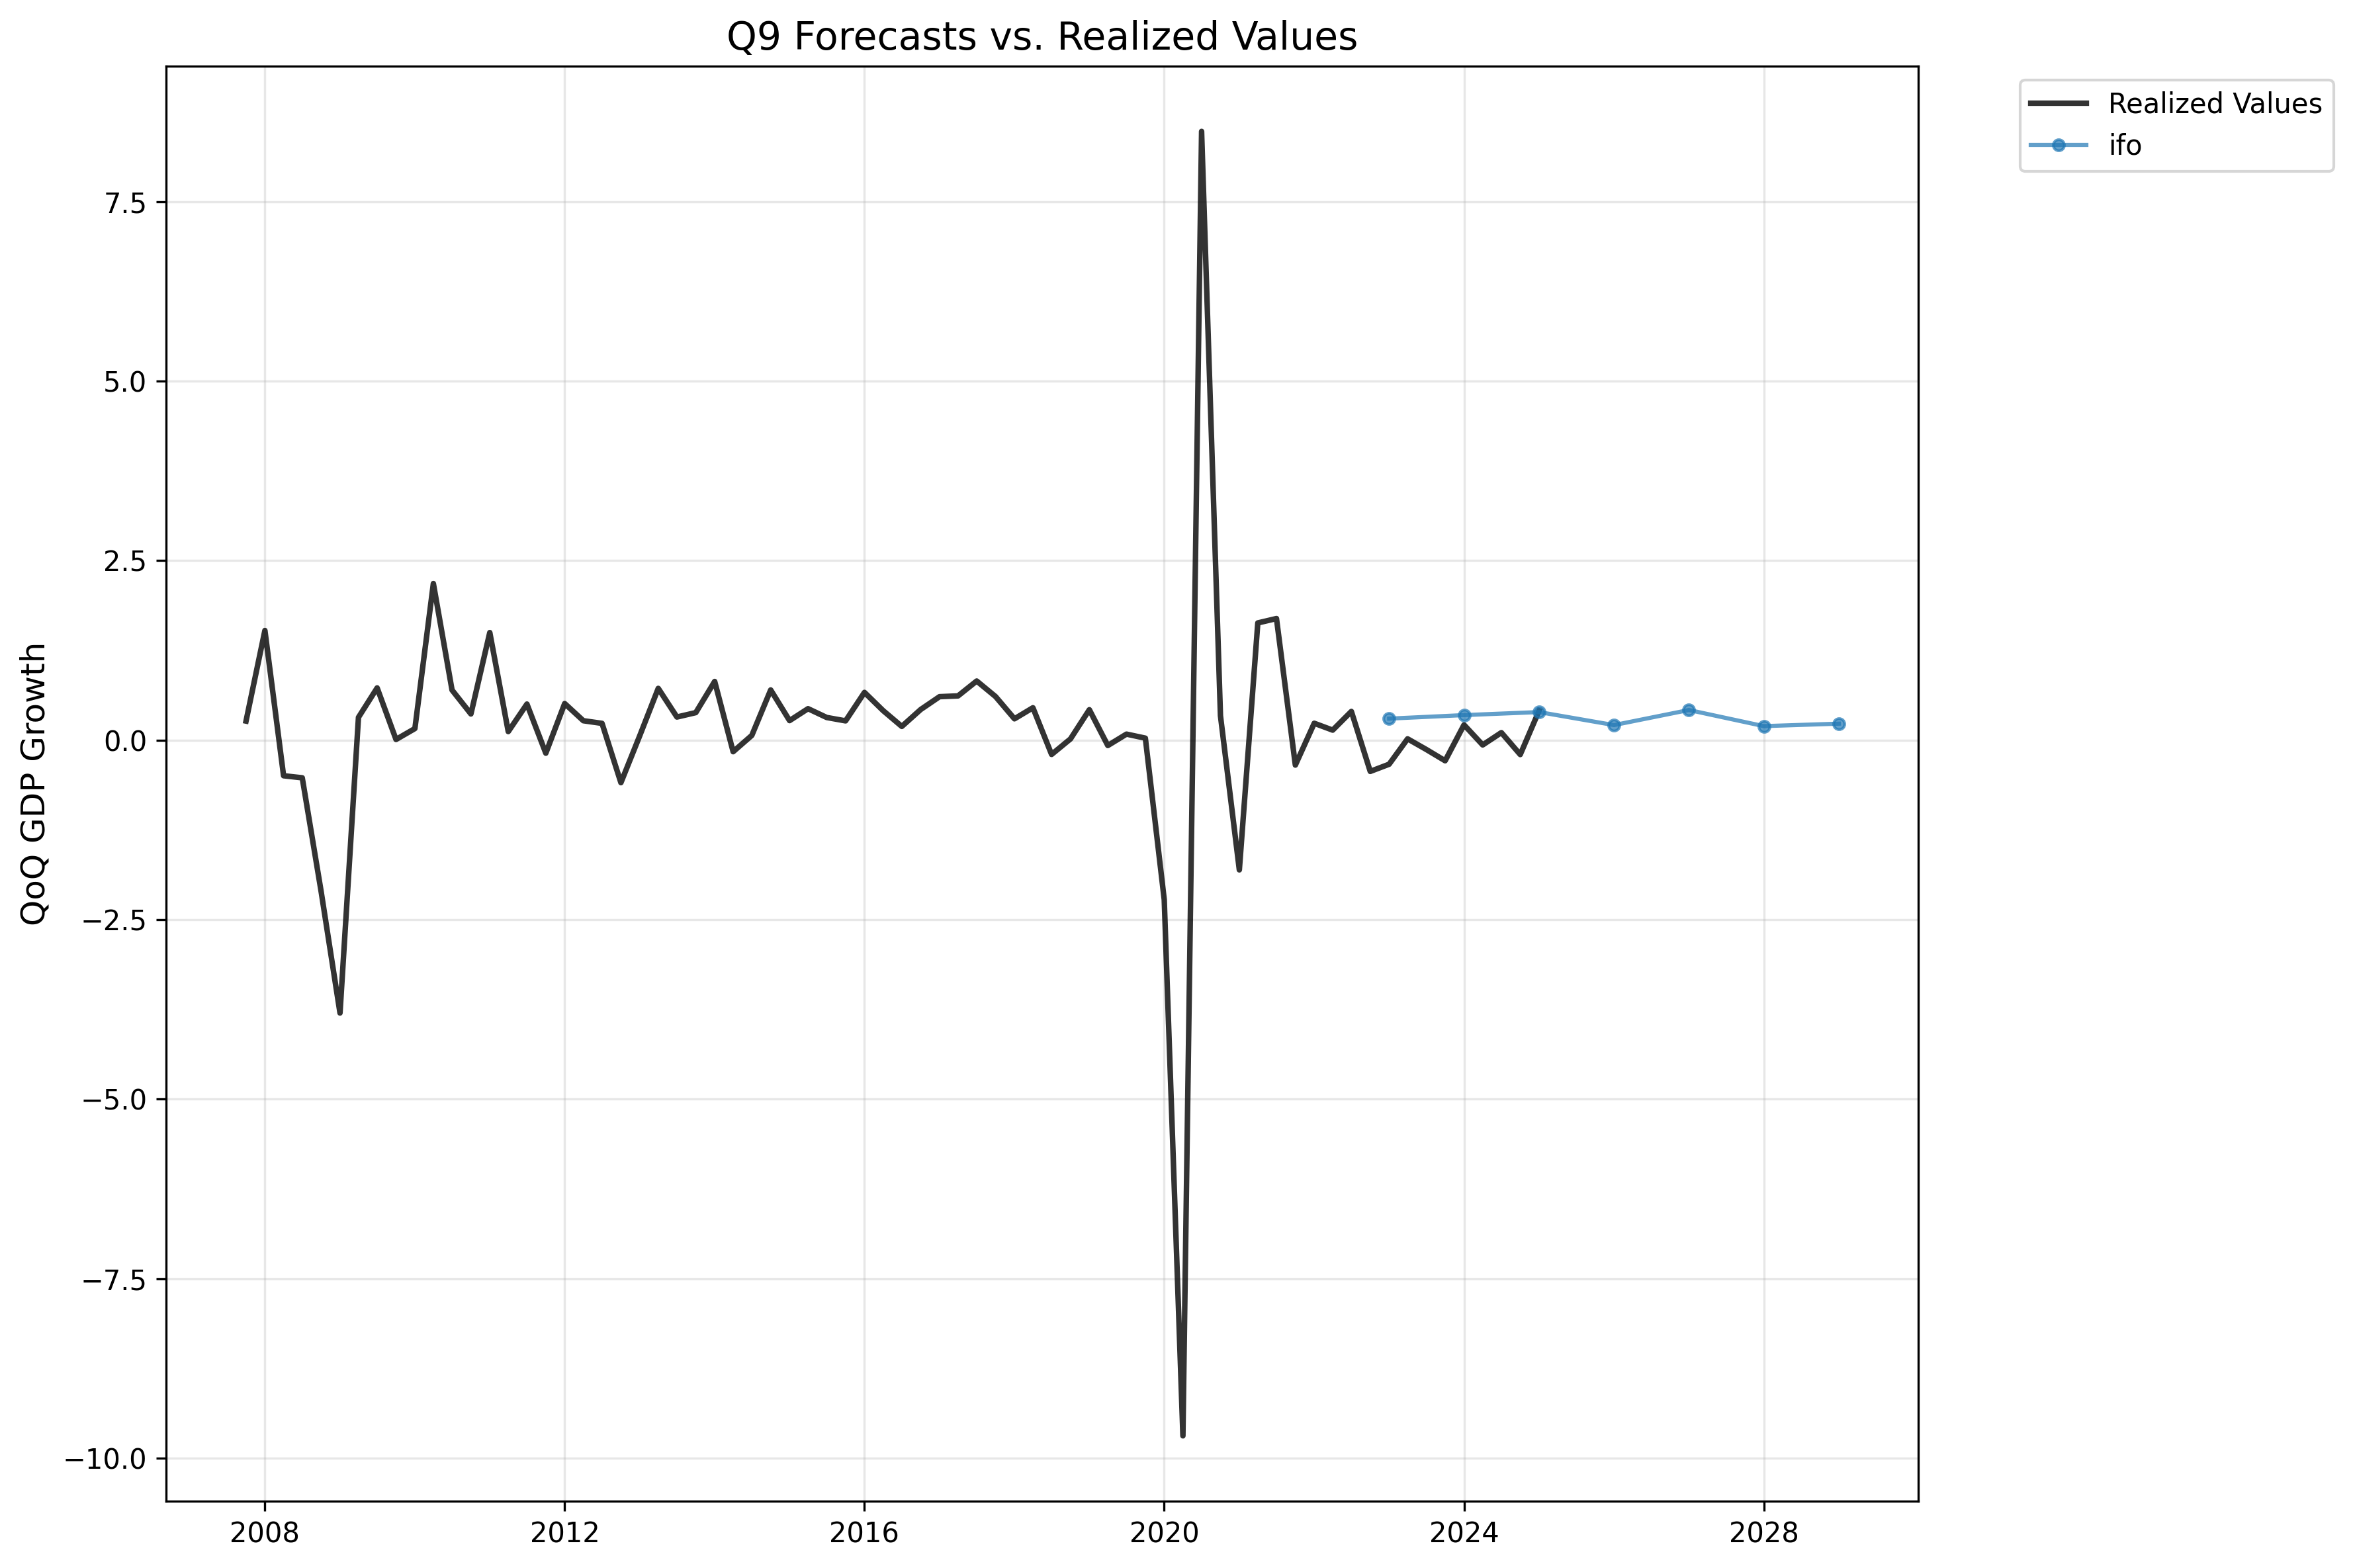 Q9 Forecasts vs. Realized Values
Realized Values
ifo
QoQ GDP Growth
7.5
5.0
2.5
0.0
−2.5
−5.0
−7.5
−10.0
2008 2012 2016 2020 2024 2028